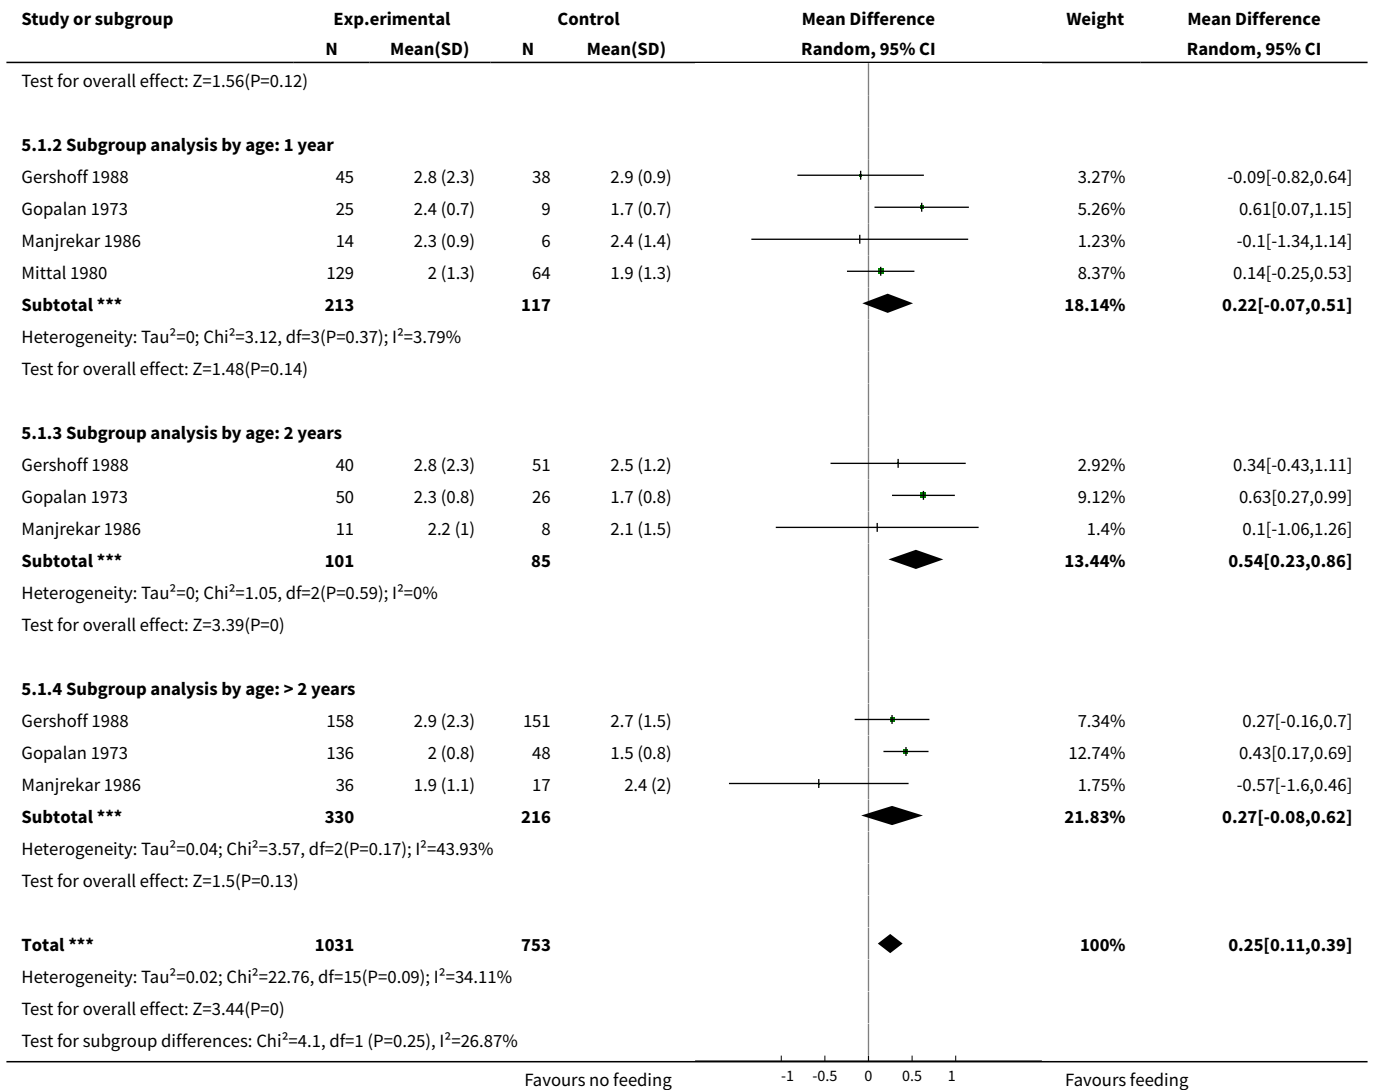 Study or subgroup Exp.erimental Control Mean Difference Weight Mean Difference
N Mean(SD) N Mean(SD) Random, 95% CI Random, 95% CI
Test for overall effect: Z=1.56(P=0.12)
5.1.2 Subgroup analysis by age: 1 year
Gershoff 1988 45 2.8 (2.3) 38 2.9 (0.9) 3.27% -0.09[-0.82,0.64]
Gopalan 1973 25 2.4 (0.7) 9 1.7 (0.7) 5.26% 0.61[0.07,1.15]
Manjrekar 1986 14 2.3 (0.9) 6 2.4 (1.4) 1.23% -0.1[-1.34,1.14]
Mittal 1980 129 2 (1.3) 64 1.9 (1.3) 8.37% 0.14[-0.25,0.53]
Subtotal *** 213 117 18.14% 0.22[-0.07,0.51]
Heterogeneity: Tau²=0; Chi²=3.12, df=3(P=0.37); I²=3.79%
Test for overall effect: Z=1.48(P=0.14)
5.1.3 Subgroup analysis by age: 2 years
Gershoff 1988 40 2.8 (2.3) 51 2.5 (1.2) 2.92% 0.34[-0.43,1.11]
Gopalan 1973 50 2.3 (0.8) 26 1.7 (0.8) 9.12% 0.63[0.27,0.99]
Manjrekar 1986 11 2.2 (1) 8 2.1 (1.5) 1.4% 0.1[-1.06,1.26]
Subtotal *** 101 85 13.44% 0.54[0.23,0.86]
Heterogeneity: Tau²=0; Chi²=1.05, df=2(P=0.59); I²=0%
Test for overall effect: Z=3.39(P=0)
5.1.4 Subgroup analysis by age: > 2 years
Gershoff 1988 158 2.9 (2.3) 151 2.7 (1.5) 7.34% 0.27[-0.16,0.7]
Gopalan 1973 136 2 (0.8) 48 1.5 (0.8) 12.74% 0.43[0.17,0.69]
Manjrekar 1986 36 1.9 (1.1) 17 2.4 (2) 1.75% -0.57[-1.6,0.46]
Subtotal *** 330 216 21.83% 0.27[-0.08,0.62]
Heterogeneity: Tau²=0.04; Chi²=3.57, df=2(P=0.17); I²=43.93%
Test for overall effect: Z=1.5(P=0.13)
Total *** 1031 753 100% 0.25[0.11,0.39]
Heterogeneity: Tau²=0.02; Chi²=22.76, df=15(P=0.09); I²=34.11%
Test for overall effect: Z=3.44(P=0)
Test for subgroup differences: Chi²=4.1, df=1 (P=0.25), I²=26.87%
Favours no feeding -1 -0.5 0 0.5 1 Favours feeding